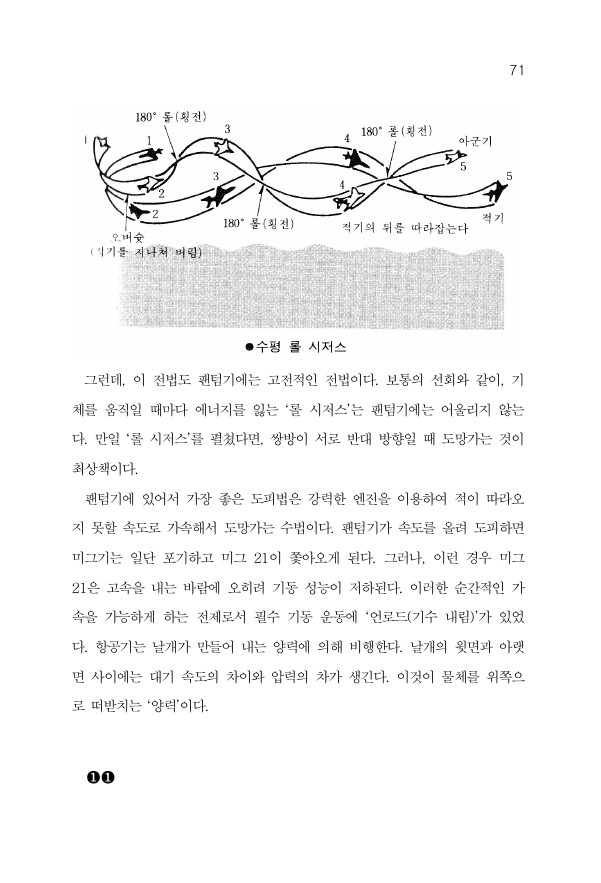 71
180° 롤(횡전)
1
3
4
180° 롤(횡전)
아군기
5
5
2
3
4
2
180° 롤(횡전)
적기의 뒤를 따라잡는다
적기
오버슛
지나쳐 버림)
●수평 롤 시저스
그런데, 이 전법도 팬텀기에는 고전적인 전법이다. 보통의 선회와 같이, 기
체를 움직일 때마다 에너지를 잃는 ‘롤 시저스’는 팬텀기에는 어울리지 않는
다. 만일 ‘롤 시저스’를 펼쳤다면, 쌍방이 서로 반대 방향일 때 도망가는 것이
최상책이다.
팬텀기에 있어서 가장 좋은 도피법은 강력한 엔진을 이용하여 적이 따라오
지 못할 속도로 가속해서 도망가는 수법이다. 팬텀기가 속도를 올려 도피하면
미그기는 일단 포기하고 미그 21이 쫓아오게 된다. 그러나, 이런 경우 미그
21은 고속을 내는 바람에 오히려 기동 성능이 저하된다. 이러한 순간적인 가
속을 가능하게 하는 전제로서 필수 기동 운동에 ‘언로드(기수 내림)’가 있었
다. 항공기는 날개가 만들어 내는 양력에 의해 비행한다. 날개의 윗면과 아랫
면 사이에는 대기 속도의 차이와 압력의 차가 생긴다. 이것이 물체를 위쪽으
로 떠받치는 ‘양력’이다.
❶❶